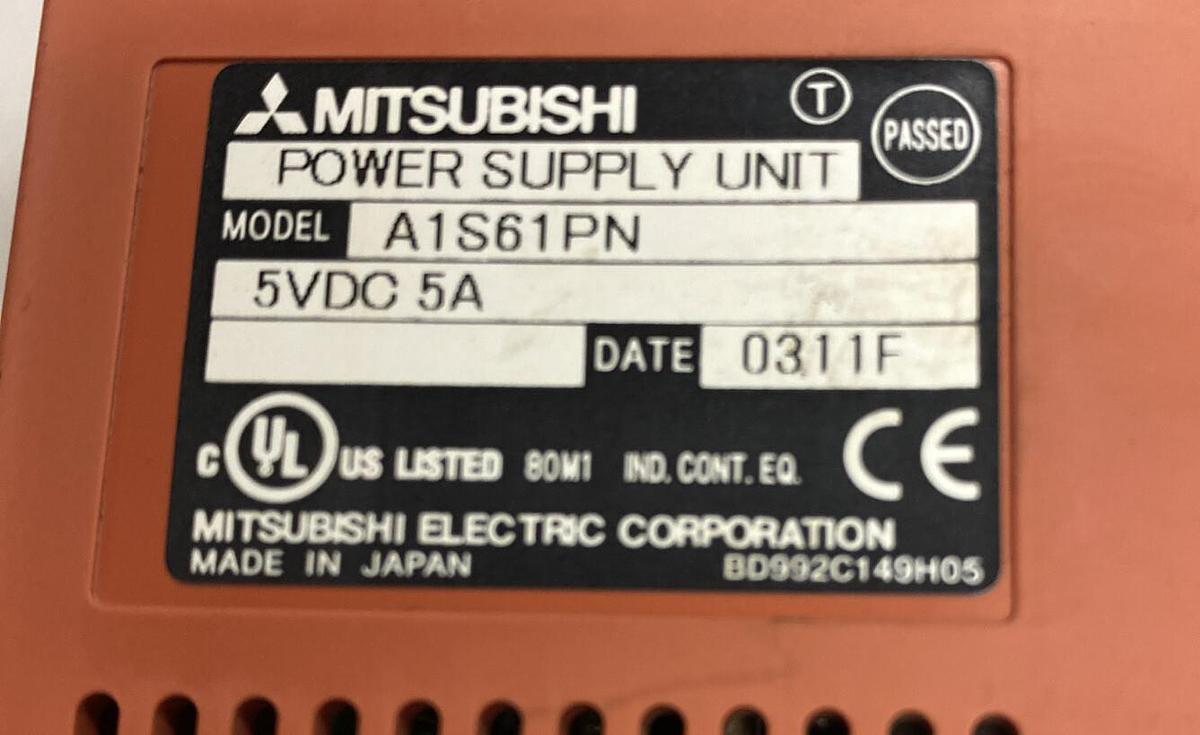 MITSUBISHI T PASSED
POWER SUPPLY UNIT
MODEL A1S61PN
5VDC 5A
DATE 0311F
C UL US LISTED 80M1 IND. CONT. EQ. CE
MITSUBISHI ELECTRIC CORPORATION
MADE IN JAPAN BD992C149H05